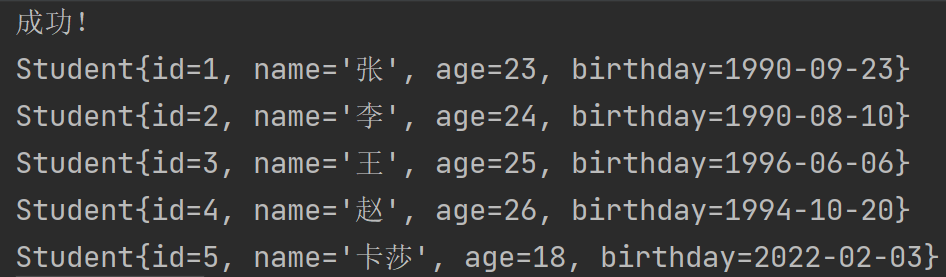 成功！
Student{id=1, name='张', age=23, birthday=1990-09-23}
Student{id=2, name='李', age=24, birthday=1990-08-10}
Student{id=3, name='王', age=25, birthday=1996-06-06}
Student{id=4, name='赵', age=26, birthday=1994-10-20}
Student{id=5, name='卡莎', age=18, birthday=2022-02-03}